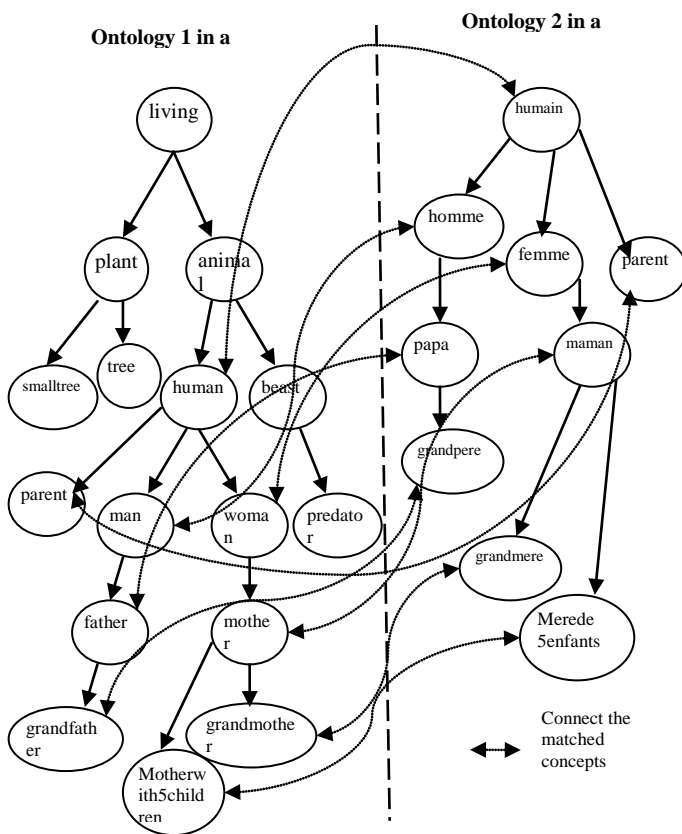 Ontology 1 in a
Ontology 2 in a
living
humain
homme
plant
anima
l
femme
parent
smalltree
tree
human
beast
papa
maman
grandpere
parent
man
woma
n
predato
r
grandmere
father
mothe
r
Merede
5enfants
grandfath
er
grandmothe
r
Motherw
ith5child
ren
Connect the
matched
concepts